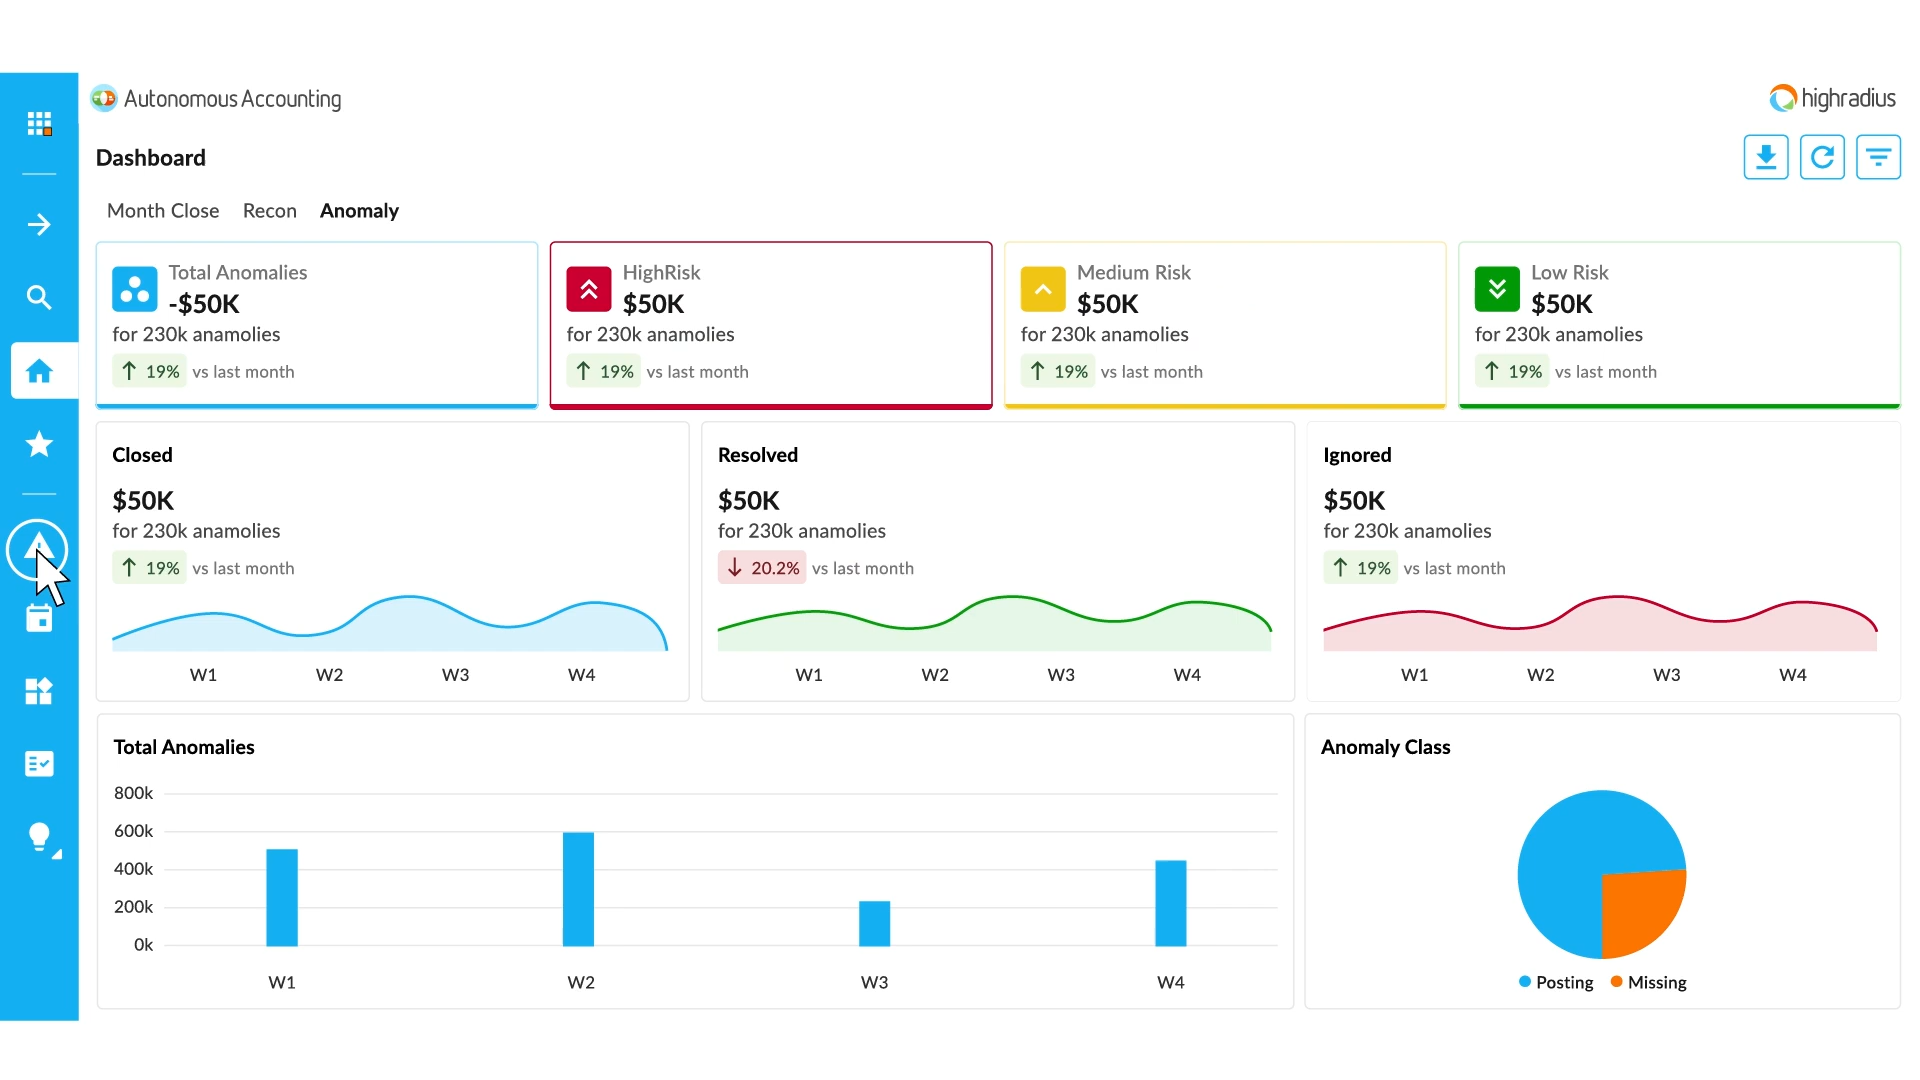 Autonomous Accounting
highradius
Dashboard
Month Close Recon Anomaly
Total Anomalies
-$50K
for 230k anamolies
19% vs last month
HighRisk
$50K
for 230k anamolies
19% vs last month
Medium Risk
$50K
for 230k anamolies
19% vs last month
Low Risk
$50K
for 230k anamolies
19% vs last month
Closed
$50K
for 230k anamolies
19% vs last month
W1 W2 W3 W4
Resolved
$50K
for 230k anamolies
20.2% vs last month
W1 W2 W3 W4
Ignored
$50K
for 230k anamolies
19% vs last month
W1 W2 W3 W4
Total Anomalies
800k
600k
400k
200k
0k
W1 W2 W3 W4
Anomaly Class
Posting Missing